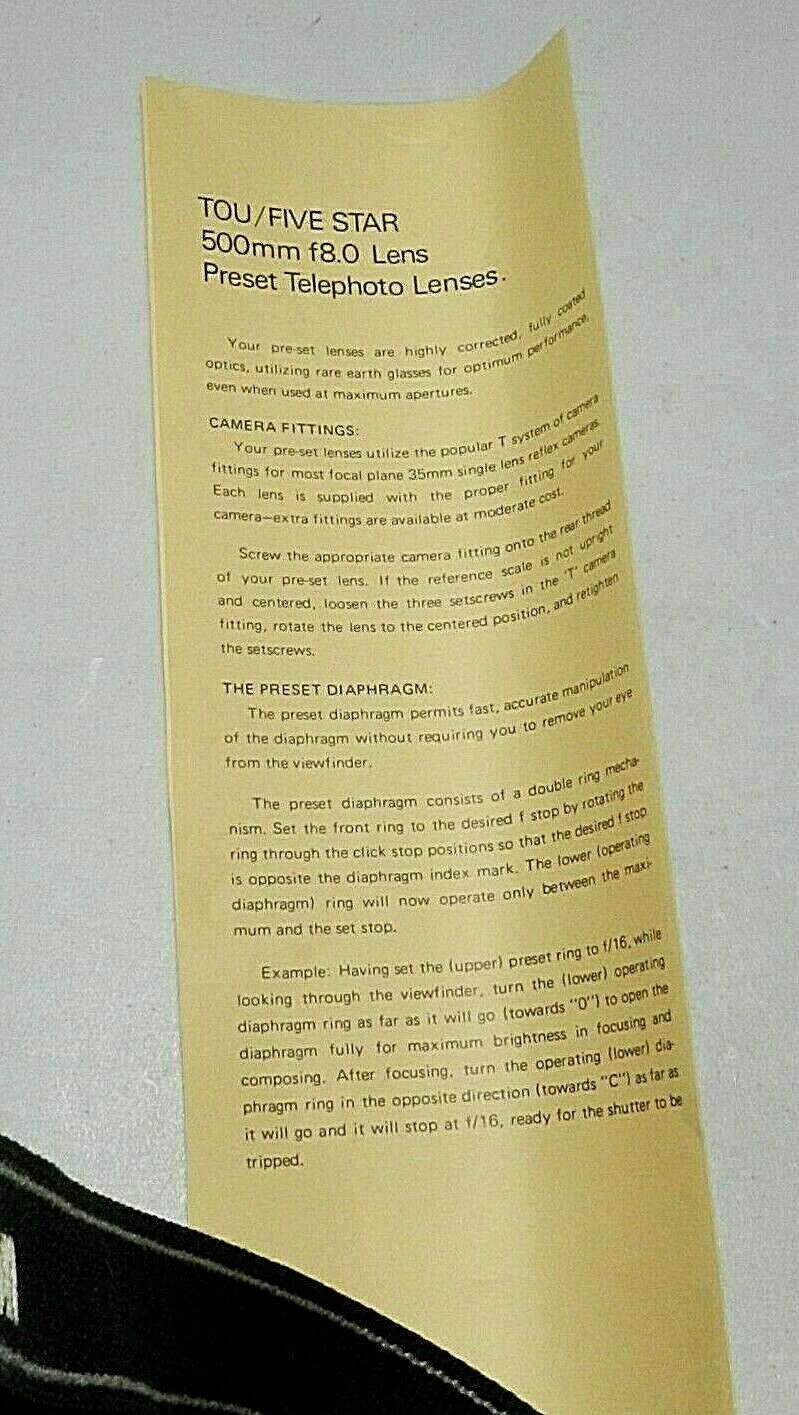 TOU/FIVE STAR
500mm f8.0 Lens
Preset Telephoto Lenses.
Your pre-set lenses are highly corrected, fully coated
optics, utilizing rare earth glasses for optimum performance,
even when used at maximum apertures.
CAMERA FITTINGS:
Your pre-set lenses utilize the popular T system of camera
fittings for most focal plane 35mm single lens reflex cameras.
Each lens is supplied with the proper fitting for your
camera—extra fittings are available at moderate cost.
Screw the appropriate camera fitting onto the rear thread
of your pre-set lens. If the reference scale is not upright
and centered, loosen the three setscrews in the 'T' camera
fitting, rotate the lens to the centered position, and retighten
the setscrews.
THE PRESET DIAPHRAGM:
The preset diaphragm permits fast, accurate manipulation
of the diaphragm without requiring you to remove your eye
from the viewfinder.
The preset diaphragm consists of a double ring mecha-
nism. Set the front ring to the desired f stop by rotating the
ring through the click stop positions so that the desired f stop
is opposite the diaphragm index mark. The lower (operating
diaphragm) ring will now operate only between the maxi-
mum and the set stop.
Example: Having set the (upper) preset ring to f/16, while
looking through the viewfinder, turn the (lower) operating
diaphragm ring as far as it will go (towards "O") to open the
diaphragm fully for maximum brightness in focusing and
composing. After focusing, turn the operating (lower) dia-
phragm ring in the opposite direction (towards "C") as far as
it will go and it will stop at f/16, ready for the shutter to be
tripped.